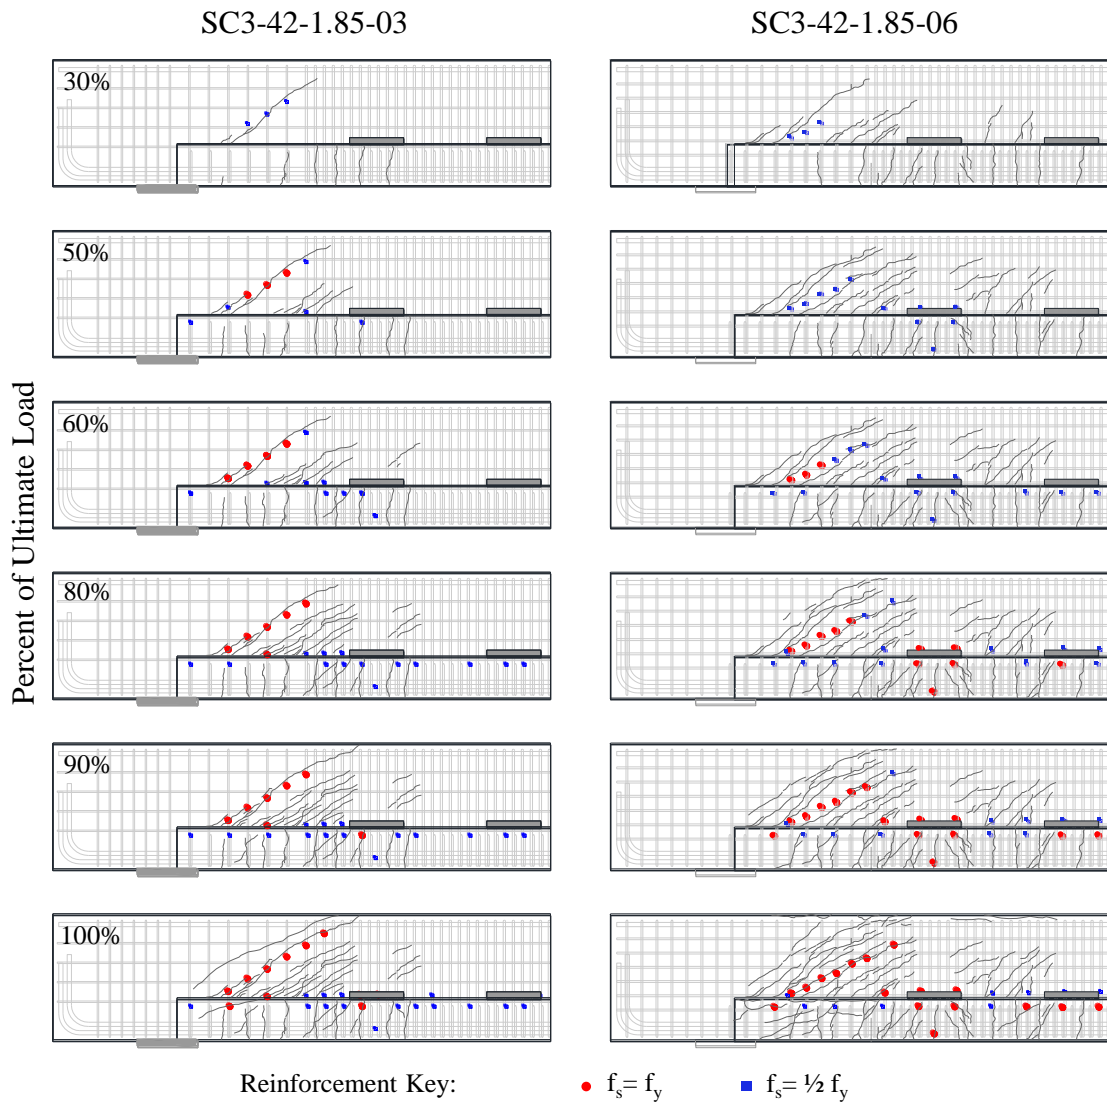 SC3-42-1.85-03
SC3-42-1.85-06
Percent of Ultimate Load
30%
50%
60%
80%
90%
100%
Reinforcement Key:
fs= fy
fs= ½ fy